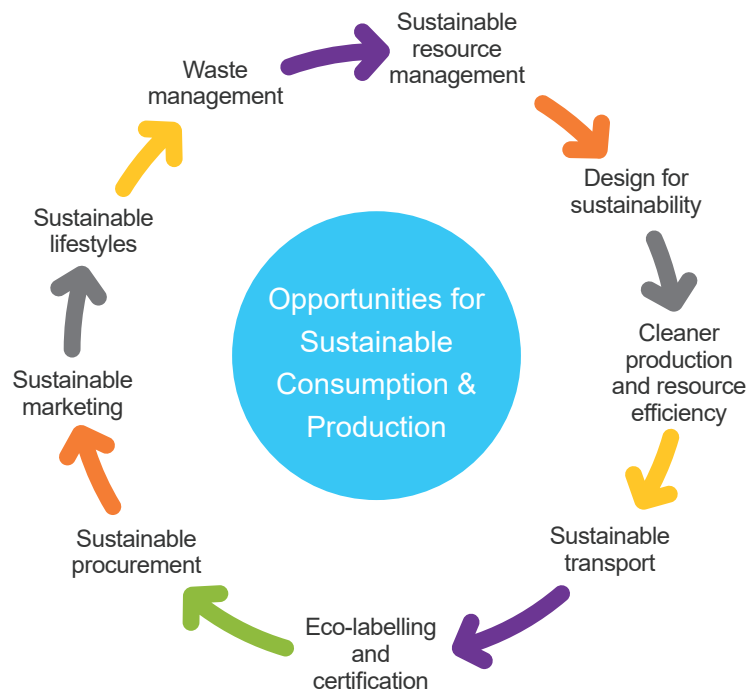 Sustainable
resource
management
Design for
sustainability
Cleaner
production
and resource
efficiency
Sustainable
transport
Eco-labelling
and
certification
Sustainable
procurement
Sustainable
marketing
Sustainable
lifestyles
Waste
management
Opportunities for
Sustainable
Consumption &
Production